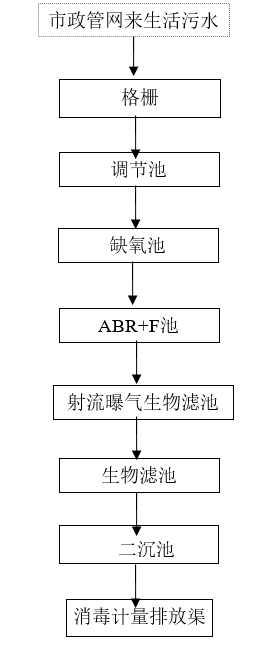 市政管网来生活污水
格栅
调节池
缺氧池
ABR+F池
射流曝气生物滤池
生物滤池
二沉池
消毒计量排放渠